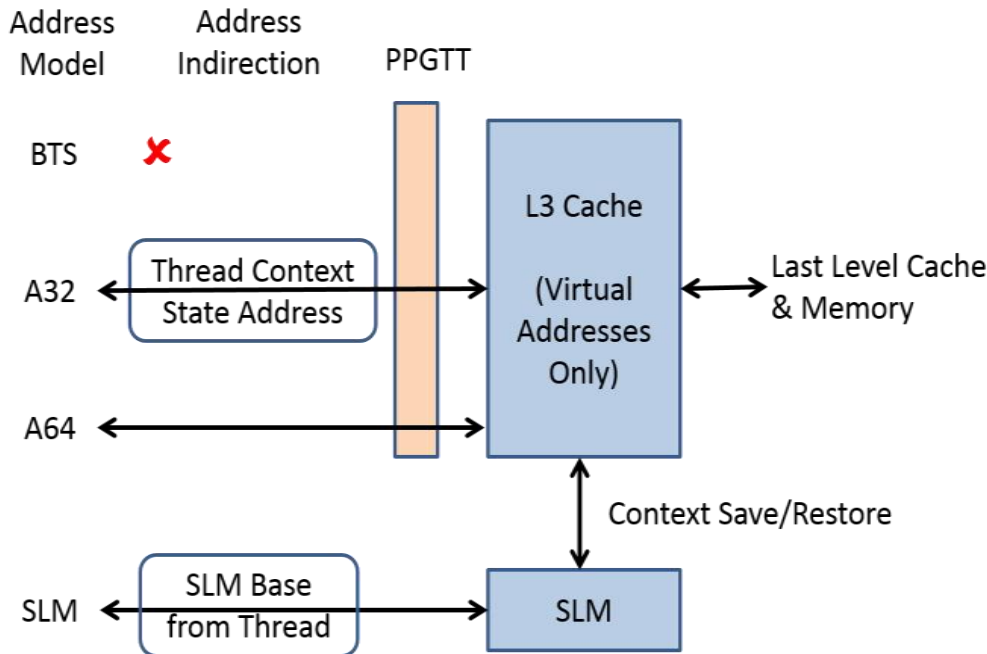 Address
Model
Address
Indirection
PPGTT
BTS
A32
Thread Context
State Address
A64
L3 Cache
(Virtual
Addresses
Only)
Last Level Cache
& Memory
Context Save/Restore
SLM
SLM Base
from Thread
SLM